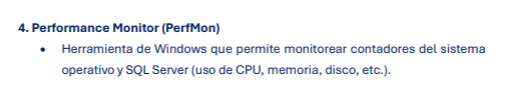 4. Performance Monitor (PerfMon)
• Herramienta de Windows que permite monitorear contadores del sistema
operativo y SQL Server (uso de CPU, memoria, disco, etc.).